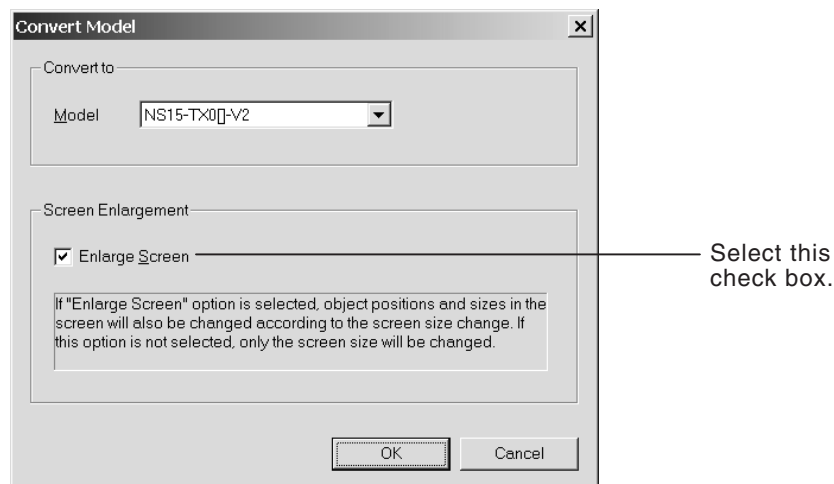 Convert Model
Convert to
Model
NS15-TX0[]-V2
Screen Enlargement
Enlarge Screen
If "Enlarge Screen" option is selected, object positions and sizes in the
screen will also be changed according to the screen size change. If
this option is not selected, only the screen size will be changed.
OK
Cancel
Select this
check box.